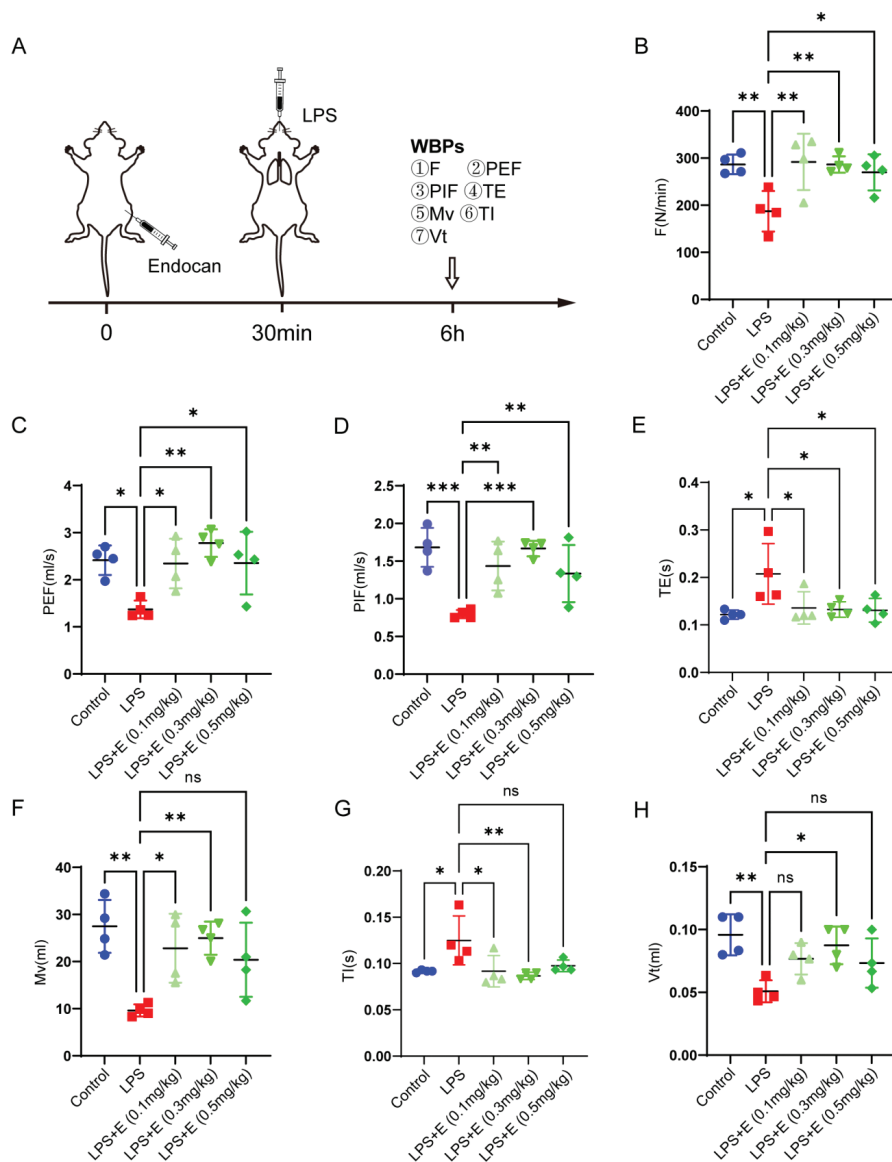 A
LPS
Endocan
WBPs
①F ②PEF
③PIF ④TE
⑤Mv ⑥TI
⑦Vt
0 30min 6h
B
*
**
** **
F(N/min)
400
300
200
100
0
Control
LPS
LPS+E (0.1mg/kg)
LPS+E (0.3mg/kg)
LPS+E (0.5mg/kg)
C
*
**
* *
PEF(ml/s)
4
3
2
1
0
Control
LPS
LPS+E (0.1mg/kg)
LPS+E (0.3mg/kg)
LPS+E (0.5mg/kg)
D
**
**
*** ***
PIF(ml/s)
2.5
2.0
1.5
1.0
0.5
0.0
Control
LPS
LPS+E (0.1mg/kg)
LPS+E (0.3mg/kg)
LPS+E (0.5mg/kg)
E
*
*
* *
TE(s)
0.4
0.3
0.2
0.1
0.0
Control
LPS
LPS+E (0.1mg/kg)
LPS+E (0.3mg/kg)
LPS+E (0.5mg/kg)
F
ns
**
** *
Mv(ml)
40
30
20
10
0
Control
LPS
LPS+E (0.1mg/kg)
LPS+E (0.3mg/kg)
LPS+E (0.5mg/kg)
G
ns
**
* *
TI(s)
0.20
0.15
0.10
0.05
0.00
Control
LPS
LPS+E (0.1mg/kg)
LPS+E (0.3mg/kg)
LPS+E (0.5mg/kg)
H
ns
*
** ns
Vt(ml)
0.15
0.10
0.05
0.00
Control
LPS
LPS+E (0.1mg/kg)
LPS+E (0.3mg/kg)
LPS+E (0.5mg/kg)